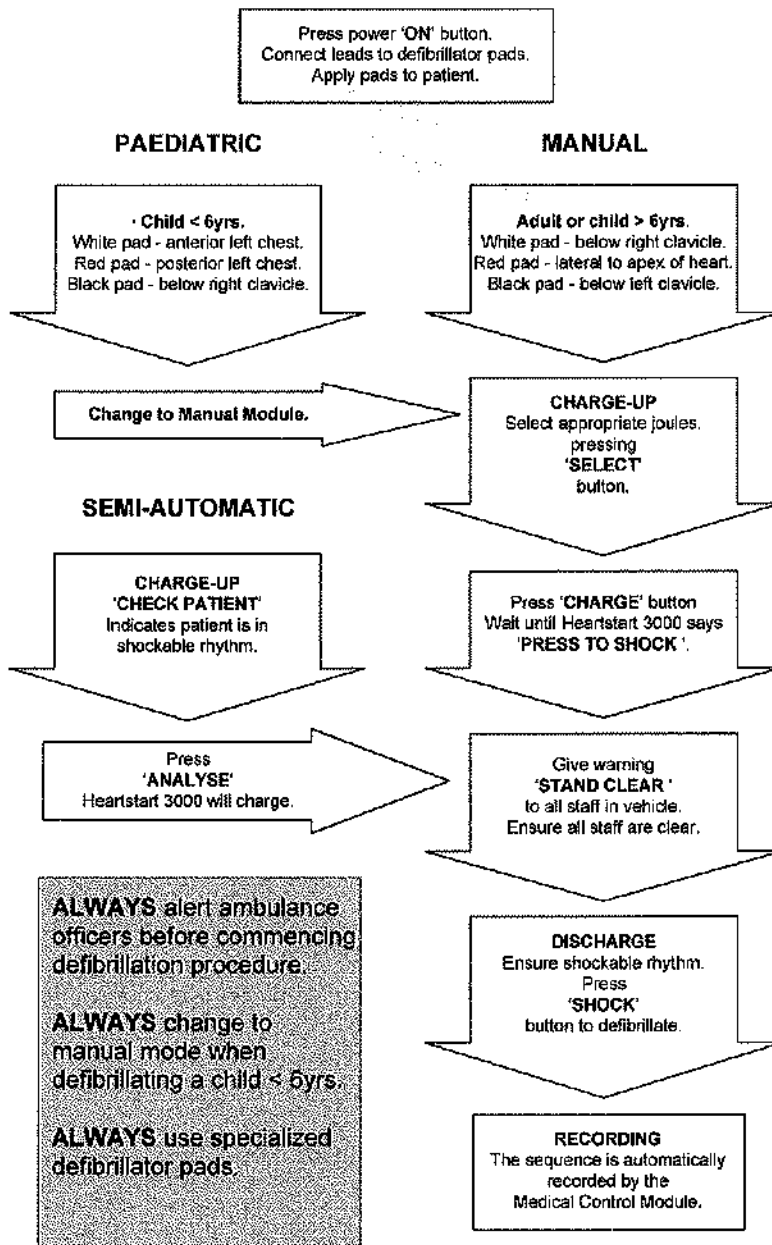 Press power 'ON' button.
Connect leads to defibrillator pads.
Apply pads to patient.
PAEDIATRIC
Child < 6yrs.
White pad - anterior left chest.
Red pad - posterior left chest.
Black pad - below right clavicle.
Change to Manual Module.
MANUAL
Adult or child > 6yrs.
White pad - below right clavicle.
Red pad - lateral to apex of heart.
Black pad - below left clavicle.
CHARGE-UP
Select appropriate joules.
pressing
'SELECT'
button.
SEMI-AUTOMATIC
CHARGE-UP
'CHECK PATIENT'
Indicates patient is in
shockable rhythm.
Press
'ANALYSE'
Heartstart 3000 will charge.
Press 'CHARGE' button
Wait until Heartstart 3000 says
'PRESS TO SHOCK '.
Give warning
'STAND CLEAR '
to all staff in vehicle.
Ensure all staff are clear.
DISCHARGE
Ensure shockable rhythm.
Press
'SHOCK'
button to defibrillate.
RECORDING
The sequence is automatically
recorded by the
Medical Control Module.
ALWAYS alert ambulance
officers before commencing
defibrillation procedure.
ALWAYS change to
manual mode when
defibrillating a child < 6yrs.
ALWAYS use specialized
defibrillator pads.